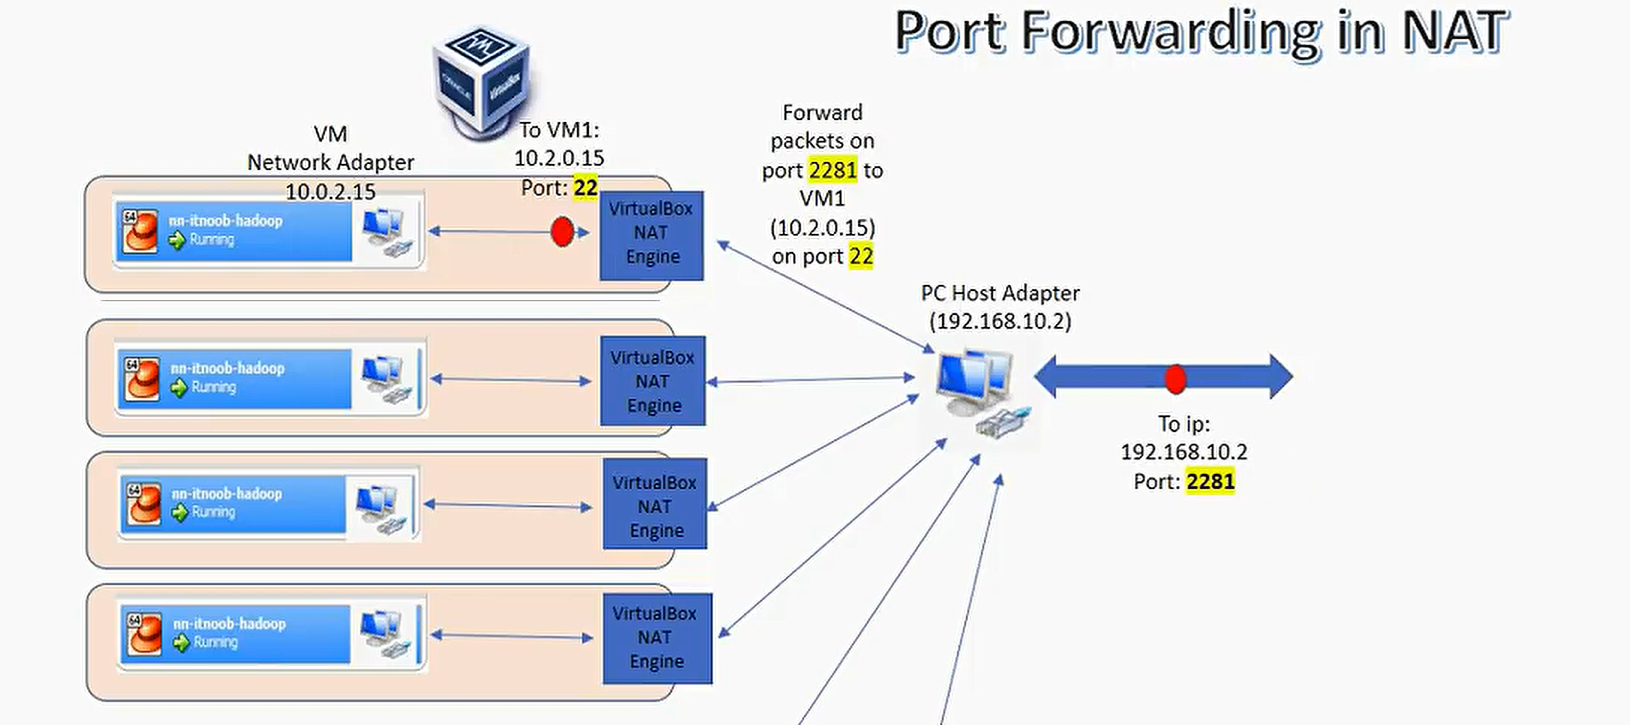 Port Forwarding in NAT
ORACLE
VM
VirtualBox
VM
Network Adapter
10.0.2.15
To VM1:
10.2.0.15
Port: 22
Forward
packets on
port 2281 to
VM1
(10.2.0.15)
on port 22
64
nn-itnoob-hadoop
Running
VirtualBox
NAT
Engine
PC Host Adapter
(192.168.10.2)
64
nn-itnoob-hadoop
Running
VirtualBox
NAT
Engine
To ip:
192.168.10.2
Port: 2281
64
nn-itnoob-hadoop
Running
VirtualBox
NAT
Engine
64
nn-itnoob-hadoop
Running
VirtualBox
NAT
Engine